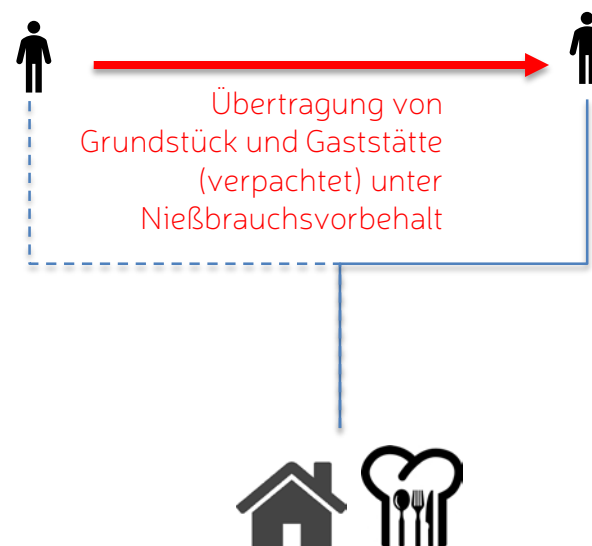 Übertragung von
Grundstück und Gaststätte
(verpachtet) unter
Nießbrauchsvorbehalt